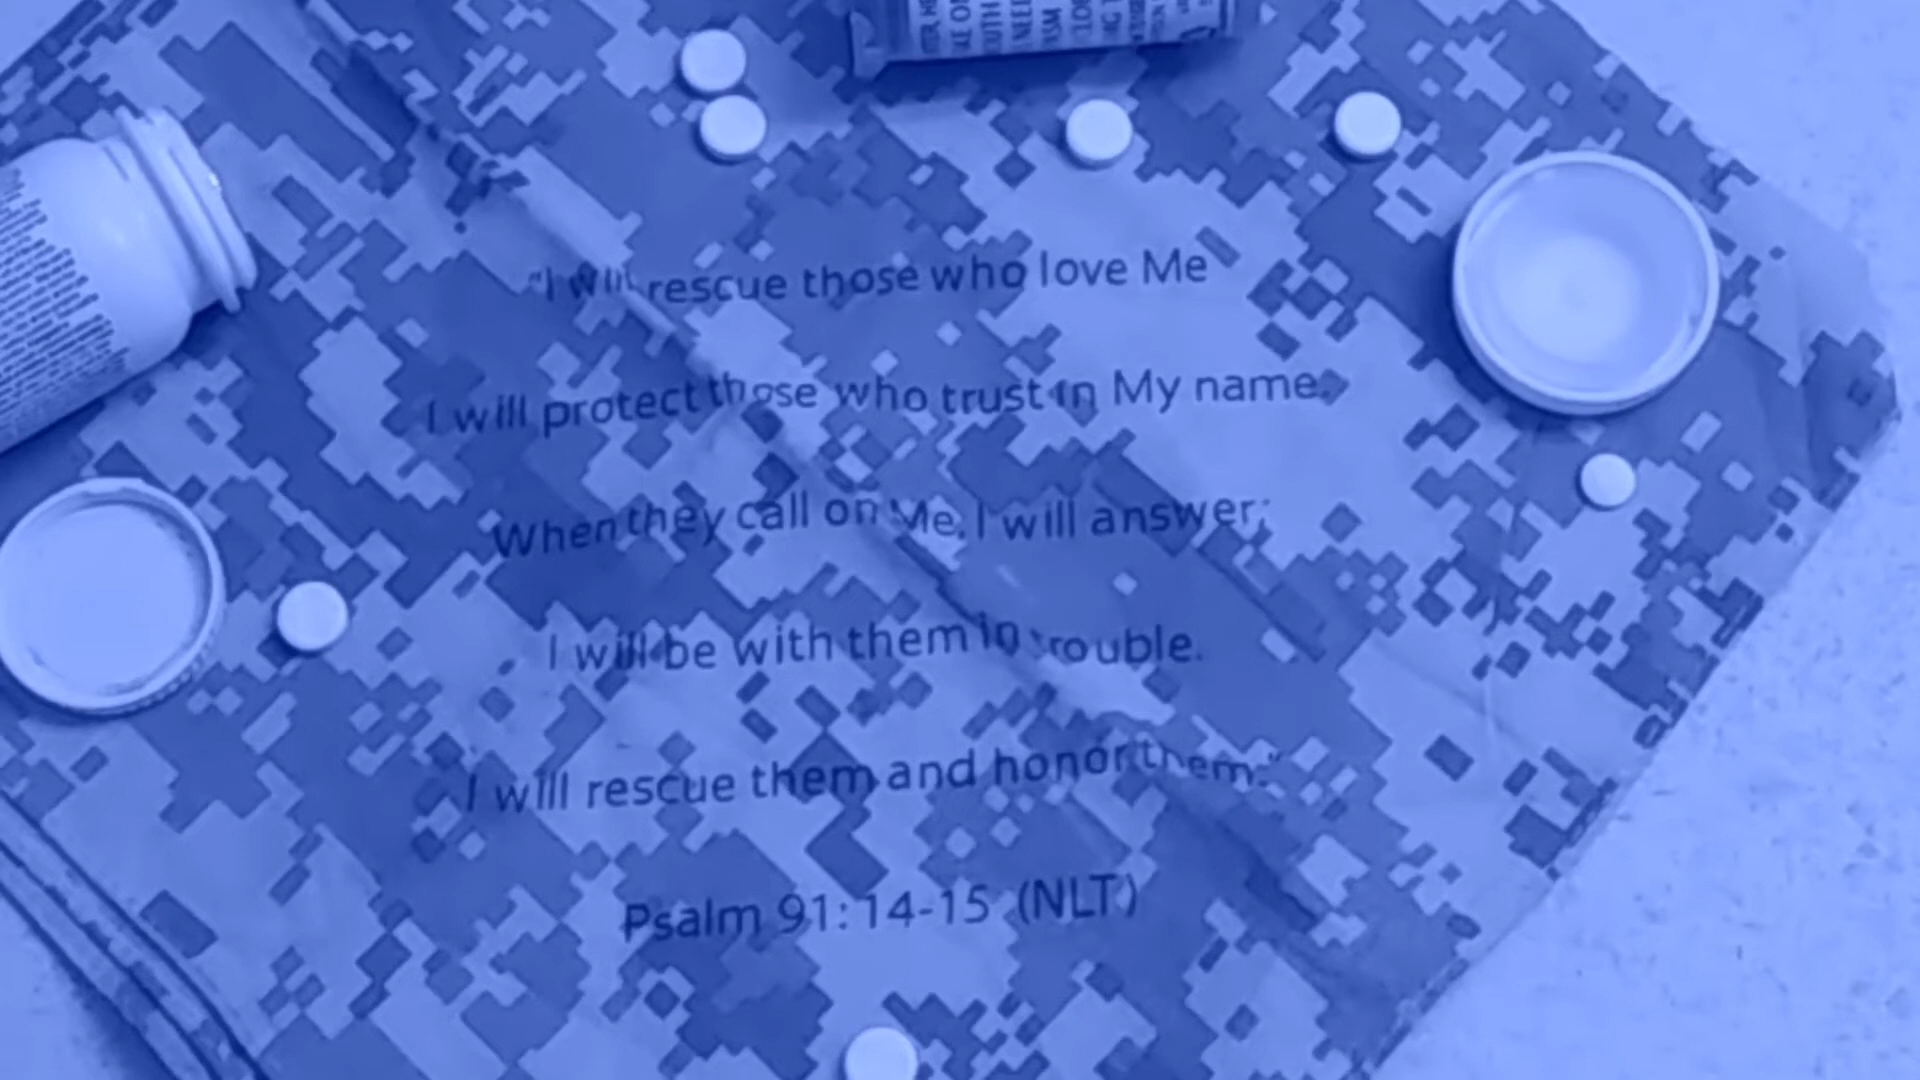 "I will rescue those who love Me
I will protect those who trust in My name.
When they call on Me, I will answer;
I will be with them in trouble.
I will rescue them and honor them."
Psalm 91:14-15 (NLT)